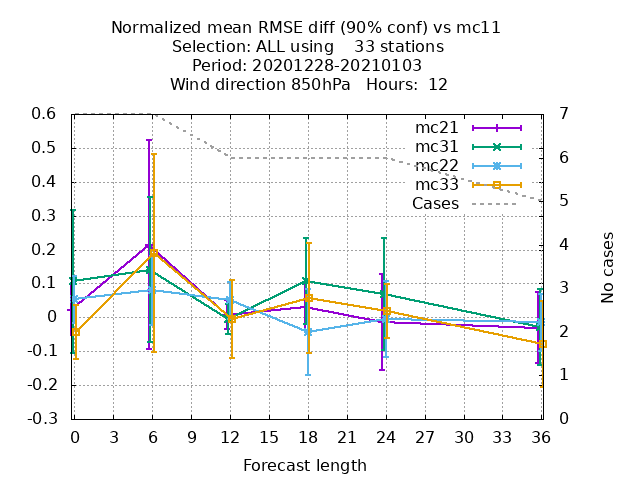 Normalized mean RMSE diff (90% conf) vs mc11
Selection: ALL using    33 stations
Period: 20201228-20210103
Wind direction 850hPa   Hours:  12
0.6
0.5
0.4
0.3
0.2
0.1
0
-0.1
-0.2
-0.3
mc21
mc31
mc22
mc33
Cases
7
6
5
4
3
2
1
0
No cases
0 3 6 9 12 15 18 21 24 27 30 33 36
Forecast length